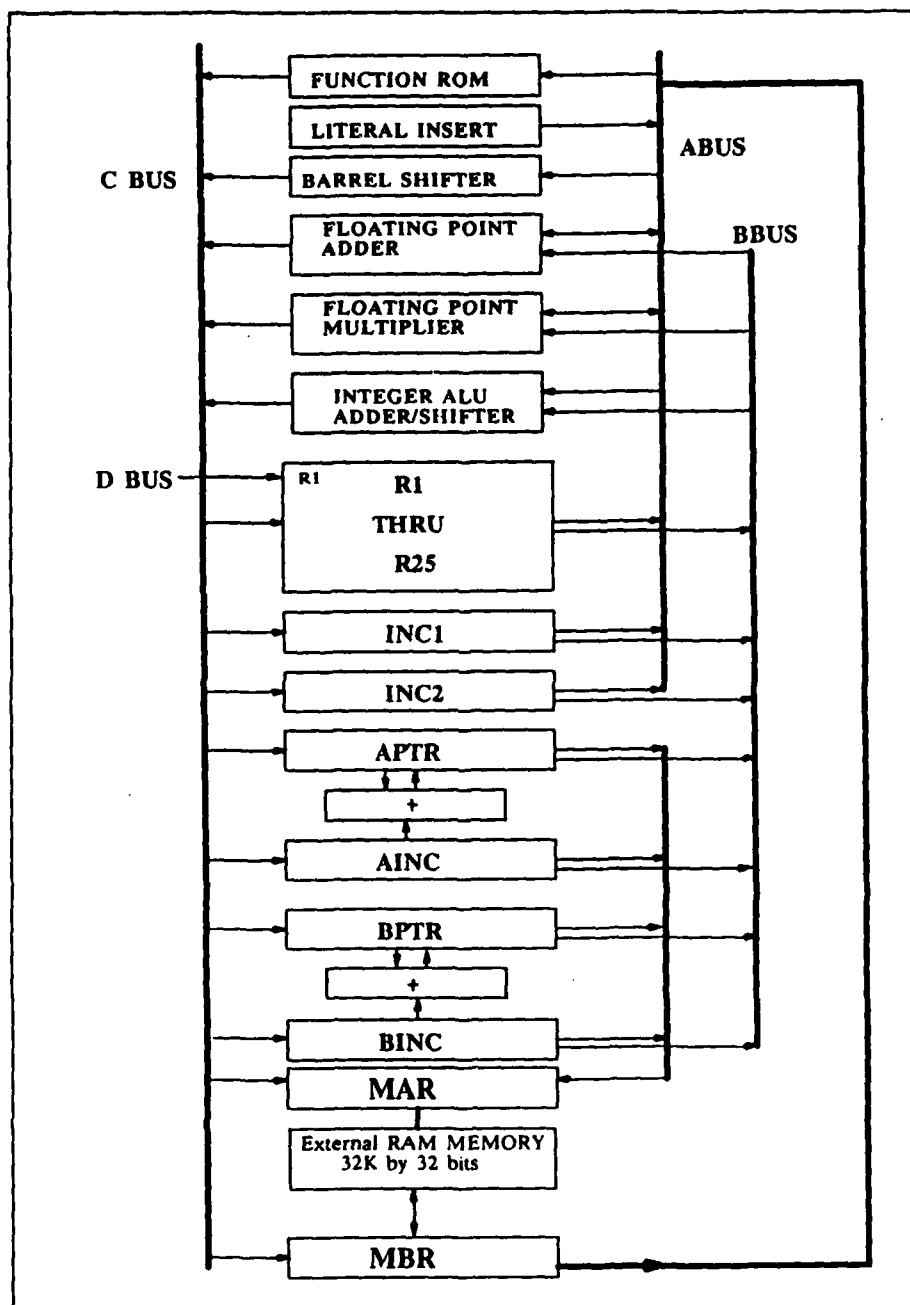 FUNCTION ROM
LITERAL INSERT
ABUS
C BUS
BARREL SHIFTER
FLOATING POINT
ADDER
BBUS
FLOATING POINT
MULTIPLIER
INTEGER ALU
ADDER/SHIFTER
D BUS
R1
R1
THRU
R25
INC1
INC2
APTR
+
AINC
BPTR
+
BINC
MAR
External RAM MEMORY
32K by 32 bits
MBR